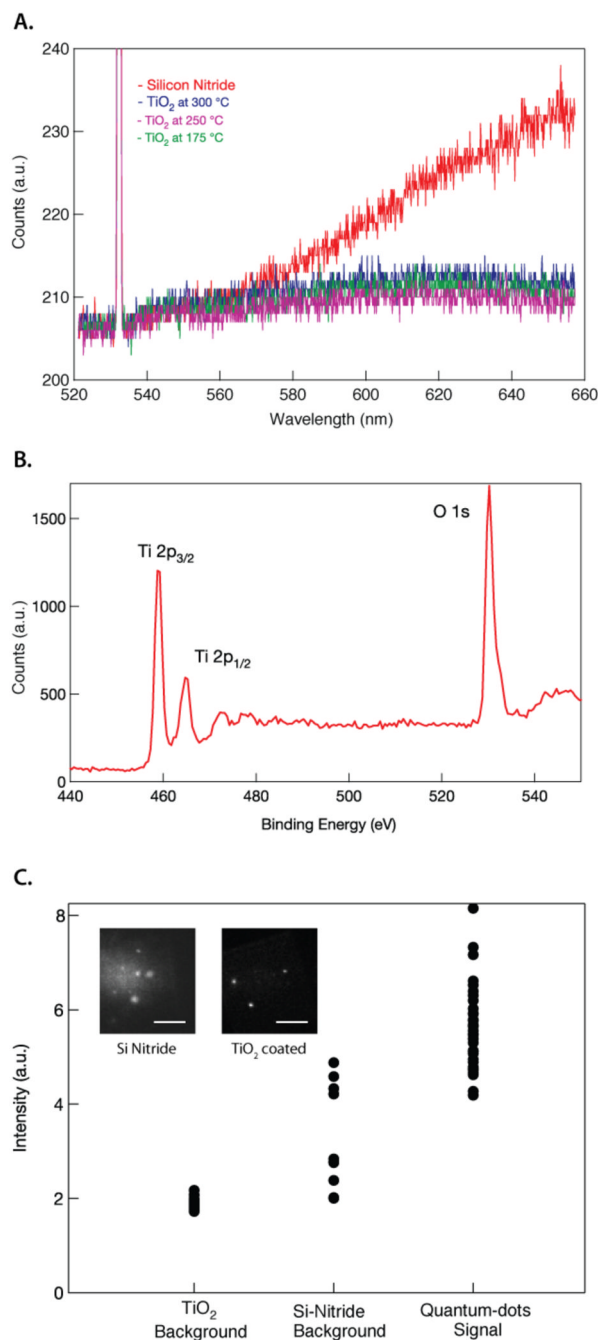 A.
240
230
220
210
200
- Silicon Nitride
- TiO2 at 300 °C
- TiO2 at 250 °C
- TiO2 at 175 °C
Counts (a.u.)
520 540 560 580 600 620 640 660
Wavelength (nm)
B.
1500
1000
500
0
Ti 2p3/2
Ti 2p1/2
O 1s
Counts (a.u.)
440 460 480 500 520 540
Binding Energy (eV)
C.
8
6
4
2
0
Intensity (a.u.)
Si Nitride
TiO2 coated
TiO2
Background
Si-Nitride
Background
Quantum-dots
Signal